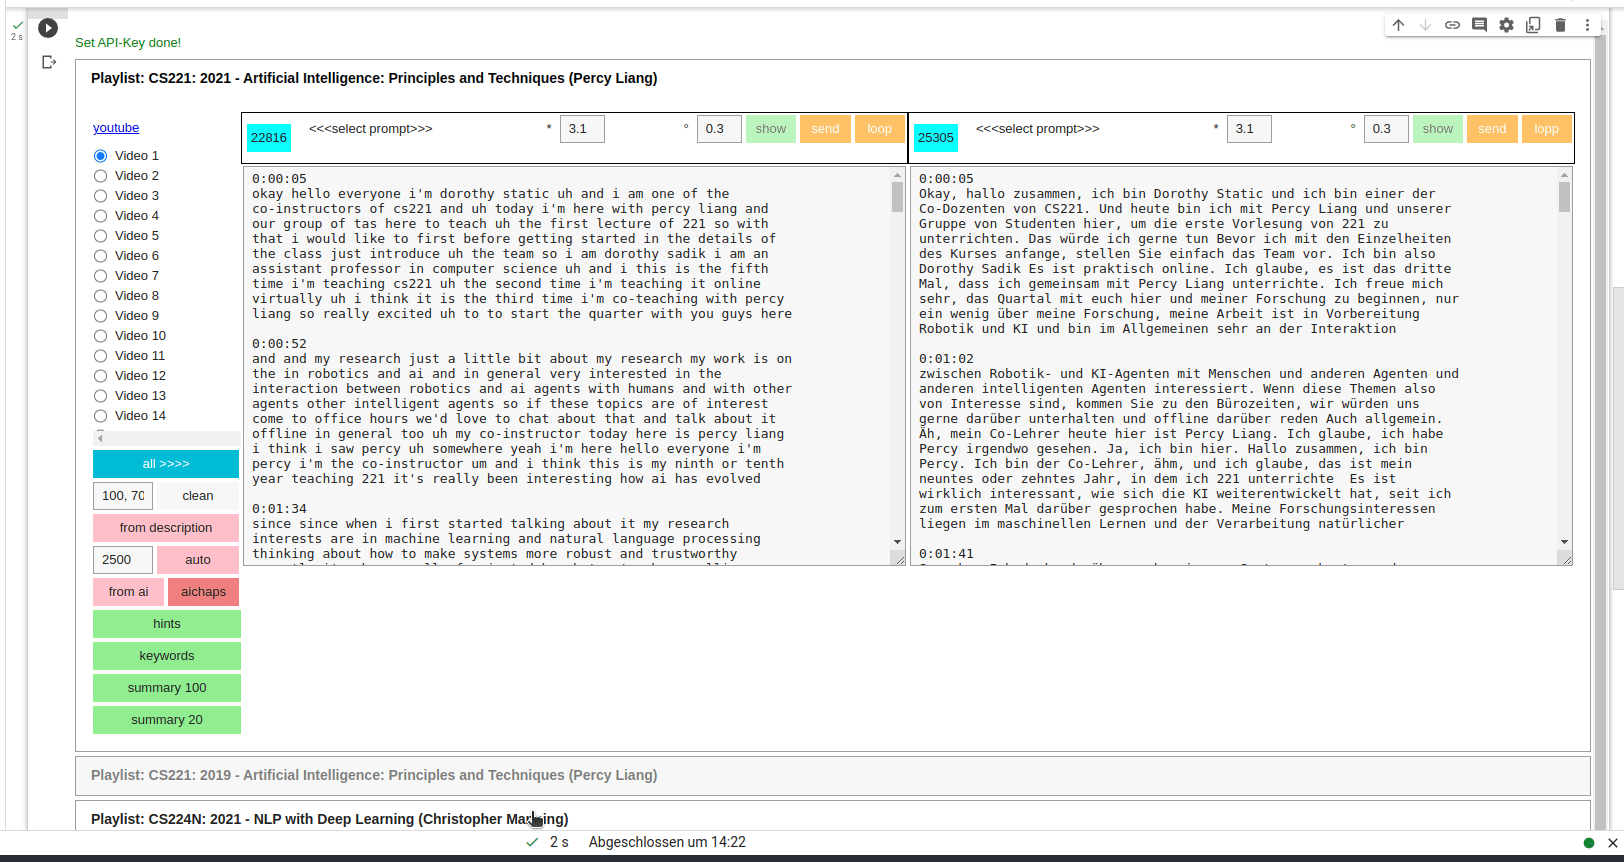 2 s
Set API-Key done!
Playlist: CS221: 2021 - Artificial Intelligence: Principles and Techniques (Percy Liang)
youtube
Video 1
Video 2
Video 3
Video 4
Video 5
Video 6
Video 7
Video 8
Video 9
Video 10
Video 11
Video 12
Video 13
Video 14
all >>>>
100, 70
clean
from description
2500
auto
from ai
aichaps
hints
keywords
summary 100
summary 20
22816
<<<select prompt>>>
* 3.1
° 0.3
show
send
loop
0:00:05
okay hello everyone i'm dorothy static uh and i am one of the
co-instructors of cs221 and uh today i'm here with percy liang and
our group of tas here to teach uh the first lecture of 221 so with
that i would like to first before getting started in the details of
the class just introduce uh the team so i am dorothy sadik i am an
assistant professor in computer science uh and i this is the fifth
time i'm teaching cs221 uh the second time i'm teaching it online
virtually uh i think it is the third time i'm co-teaching with percy
liang so really excited uh to to start the quarter with you guys here
0:00:52
and and my research just a little bit about my research my work is on
the in robotics and ai and in general very interested in the
interaction between robotics and ai agents with humans and with other
agents other intelligent agents so if these topics are of interest
come to office hours we'd love to chat about that and talk about it
offline in general too uh my co-instructor today here is percy liang
i think i saw percy uh somewhere yeah i'm here hello everyone i'm
percy i'm the co-instructor um and i think this is my ninth or tenth
year teaching 221 it's really been interesting how ai has evolved
0:01:34
since since when i first started talking about it my research
interests are in machine learning and natural language processing
thinking about how to make systems more robust and trustworthy
25305
<<<select prompt>>>
* 3.1
° 0.3
show
send
lopp
0:00:05
Okay, hallo zusammen, ich bin Dorothy Static und ich bin einer der
Co-Dozenten von CS221. Und heute bin ich mit Percy Liang und unserer
Gruppe von Studenten hier, um die erste Vorlesung von 221 zu
unterrichten. Das würde ich gerne tun Bevor ich mit den Einzelheiten
des Kurses anfange, stellen Sie einfach das Team vor. Ich bin also
Dorothy Sadik Es ist praktisch online. Ich glaube, es ist das dritte
Mal, dass ich gemeinsam mit Percy Liang unterrichte. Ich freue mich
sehr, das Quartal mit euch hier und meiner Forschung zu beginnen, nur
ein wenig über meine Forschung, meine Arbeit ist in Vorbereitung
Robotik und KI und bin im Allgemeinen sehr an der Interaktion
0:01:02
zwischen Robotik- und KI-Agenten mit Menschen und anderen Agenten und
anderen intelligenten Agenten interessiert. Wenn diese Themen also
von Interesse sind, kommen Sie zu den Bürozeiten, wir würden uns
gerne darüber unterhalten und offline darüber reden Auch allgemein.
Äh, mein Co-Lehrer heute hier ist Percy Liang. Ich glaube, ich habe
Percy irgendwo gesehen. Ja, ich bin hier. Hallo zusammen, ich bin
Percy. Ich bin der Co-Lehrer, ähm, und ich glaube, das ist mein
neuntes oder zehntes Jahr, in dem ich 221 unterrichte  Es ist
wirklich interessant, wie sich die KI weiterentwickelt hat, seit ich
zum ersten Mal darüber gesprochen habe. Meine Forschungsinteressen
liegen im maschinellen Lernen und der Verarbeitung natürlicher
0:01:41
Playlist: CS221: 2019 - Artificial Intelligence: Principles and Techniques (Percy Liang)
Playlist: CS224N: 2021 - NLP with Deep Learning (Christopher Manning)
2 s Abgeschlossen um 14:22